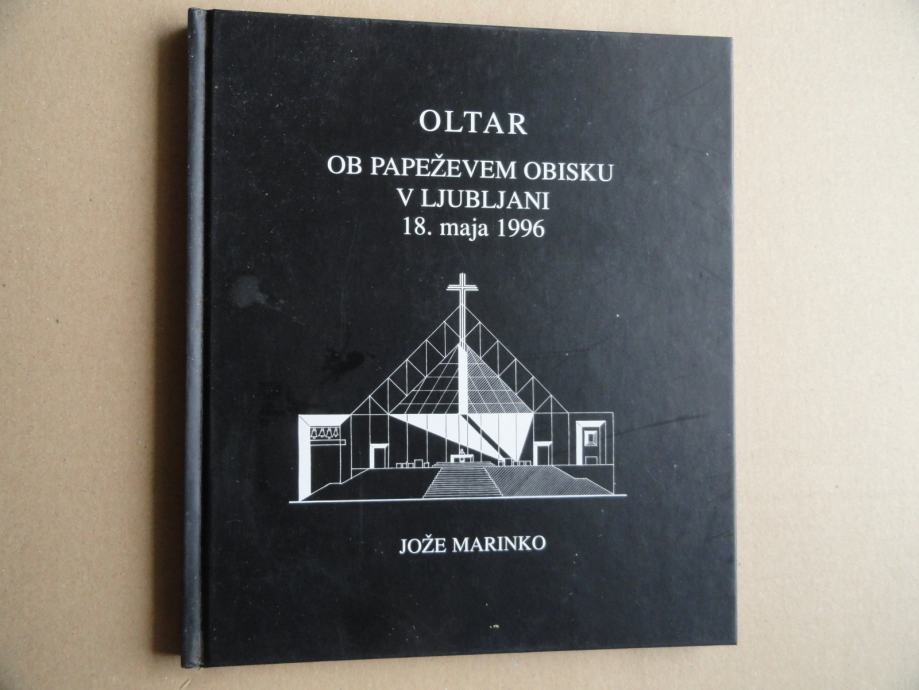 OLTAR
OB PAPEŽEVEM OBISKU
V LJUBLJANI
18. maja 1996
JOŽE MARINKO